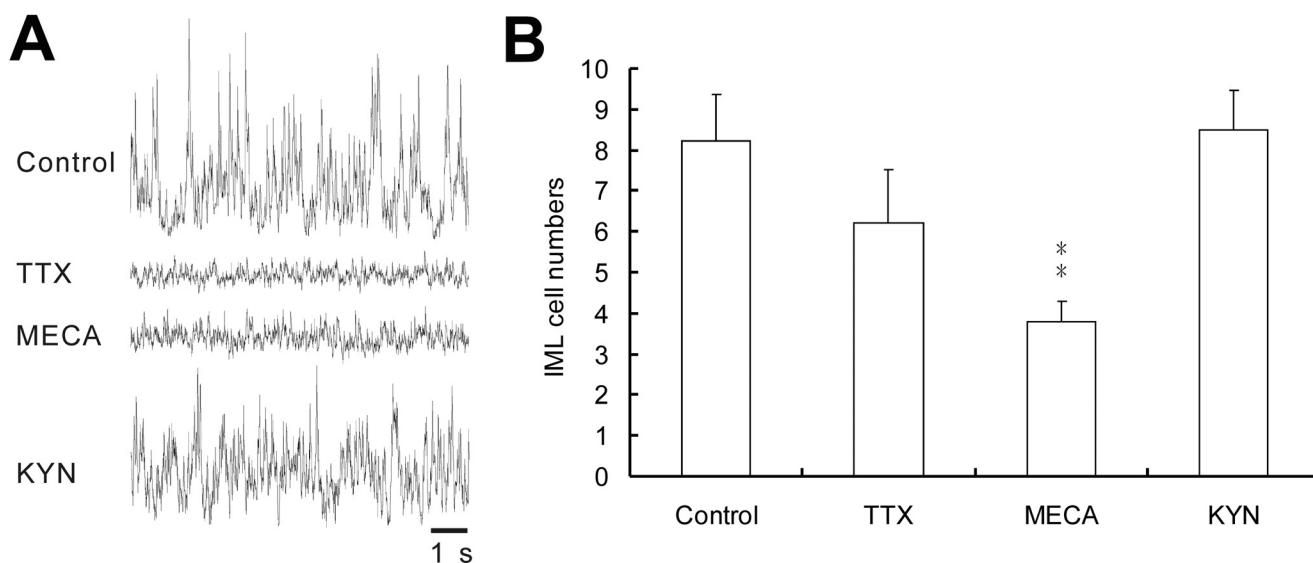 A
Control
TTX
MECA
KYN
1 s
B
IML cell numbers
10
9
8
7
6
5
4
3
2
1
0
*
*
Control
TTX
MECA
KYN